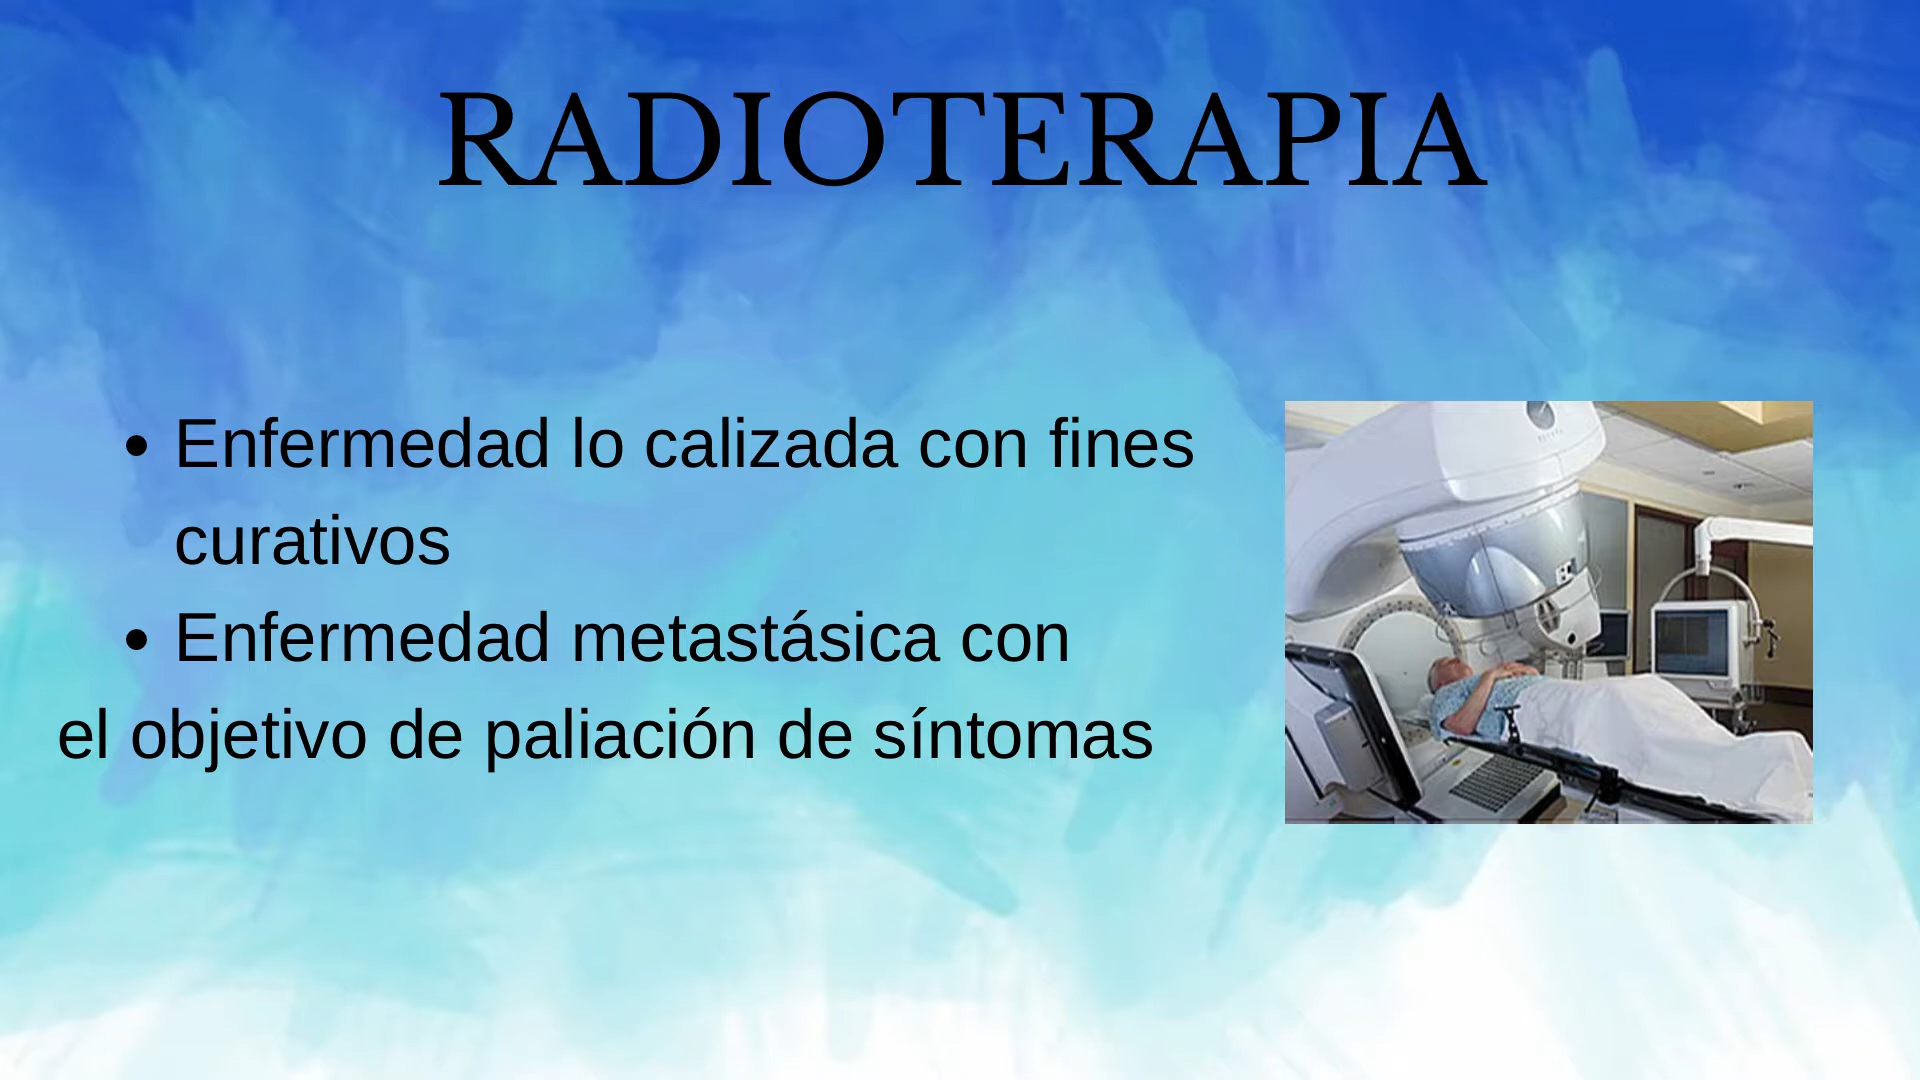 RADIOTERAPIA
• Enfermedad lo calizada con fines
curativos
• Enfermedad metastásica con
el objetivo de paliación de síntomas